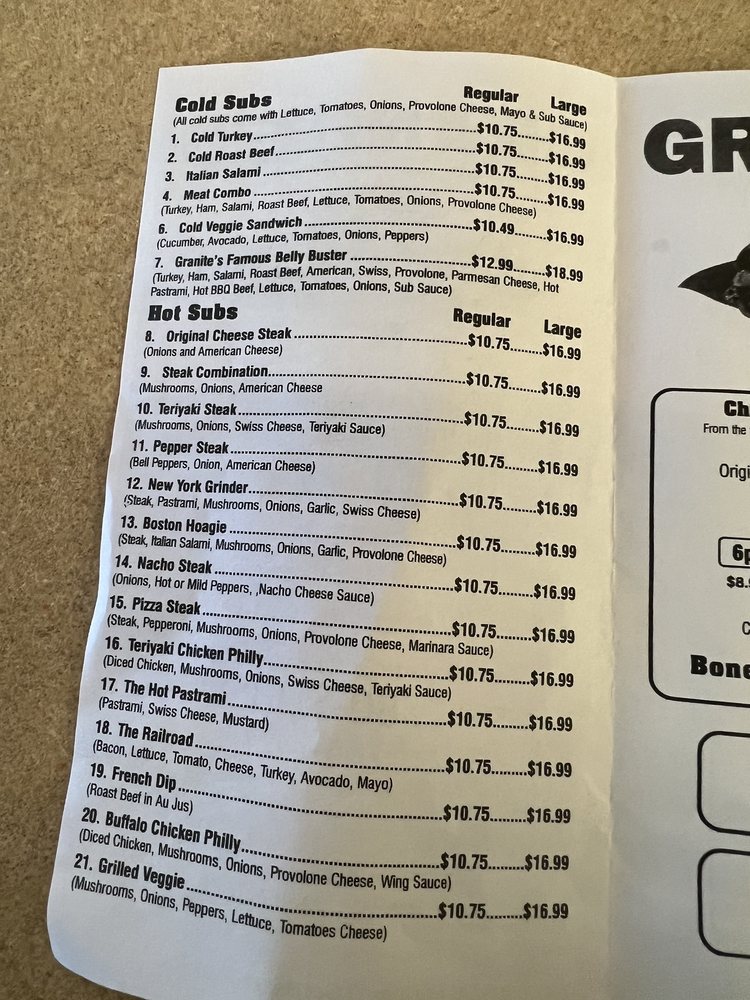 Cold Subs Regular Large
(All cold subs come with Lettuce, Tomatoes, Onions, Provolone Cheese, Mayo & Sub Sauce)
1. Cold Turkey.....$10.75.....$16.99
2. Cold Roast Beef.....$10.75.....$16.99
3. Italian Salami.....$10.75.....$16.99
4. Meat Combo.....$10.75.....$16.99
(Turkey, Ham, Salami, Roast Beef, Lettuce, Tomatoes, Onions, Provolone Cheese)
6. Cold Veggie Sandwich.....$10.49.....$16.99
(Cucumber, Avocado, Lettuce, Tomatoes, Onions, Peppers)
7. Granite's Famous Belly Buster.....$12.99.....$18.99
(Turkey, Ham, Salami, Roast Beef, American, Swiss, Provolone, Parmesan Cheese, Hot
Pastrami, Hot BBQ Beef, Lettuce, Tomatoes, Onions, Sub Sauce)
Hot Subs Regular Large
8. Original Cheese Steak.....$10.75.....$16.99
(Onions and American Cheese)
9. Steak Combination.....$10.75.....$16.99
(Mushrooms, Onions, American Cheese
10. Teriyaki Steak.....$10.75.....$16.99
(Mushrooms, Onions, Swiss Cheese, Teriyaki Sauce)
11. Pepper Steak.....$10.75.....$16.99
(Bell Peppers, Onion, American Cheese)
12. New York Grinder.....$10.75.....$16.99
(Steak, Pastrami, Mushrooms, Onions, Garlic, Swiss Cheese)
13. Boston Hoagie.....$10.75.....$16.99
(Steak, Italian Salami, Mushrooms, Onions, Garlic, Provolone Cheese)
14. Nacho Steak.....$10.75.....$16.99
(Onions, Hot or Mild Peppers, ,Nacho Cheese Sauce)
15. Pizza Steak.....$10.75.....$16.99
(Steak, Pepperoni, Mushrooms, Onions, Provolone Cheese, Marinara Sauce)
16. Teriyaki Chicken Philly.....$10.75.....$16.99
(Diced Chicken, Mushrooms, Onions, Swiss Cheese, Teriyaki Sauce)
17. The Hot Pastrami.....$10.75.....$16.99
(Pastrami, Swiss Cheese, Mustard)
18. The Railroad.....$10.75.....$16.99
(Bacon, Lettuce, Tomato, Cheese, Turkey, Avocado, Mayo)
19. French Dip.....$10.75.....$16.99
(Roast Beef in Au Jus)
20. Buffalo Chicken Philly.....$10.75.....$16.99
(Diced Chicken, Mushrooms, Onions, Provolone Cheese, Wing Sauce)
21. Grilled Veggie.....$10.75.....$16.99
(Mushrooms, Onions, Peppers, Lettuce, Tomatoes Cheese)
GR
Ch
From the
Origi
6p
$8.
C
Bone